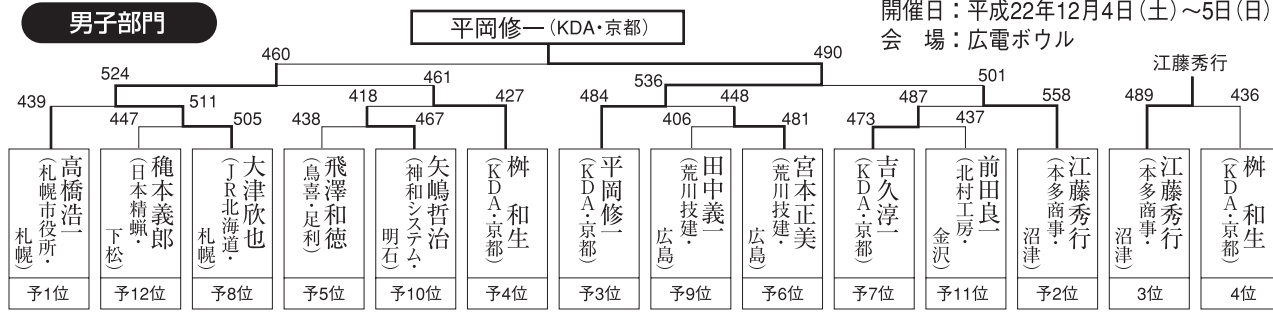 男子部門
平岡修一(KDA・京都)
開催日：平成22年12月4日(土)～5日(日)
会　場：広電ボウル
460
490
江藤秀行
524
461
536
501
439
511
418
427
484
448
487
558
489
436
447
505
438
467
406
481
473
437
高橋浩一
(札幌市役所・札幌)
予1位
穐本義郎
(日本精蝋・下松)
予12位
大津欣也
(JR北海道・札幌)
予8位
飛澤和徳
(鳥喜・足利)
予5位
矢嶋哲治
(神和システム・明石)
予10位
桝　和生
(KDA・京都)
予4位
平岡修一
(KDA・京都)
予3位
田中義一
(荒川技建・広島)
予9位
宮本正美
(荒川技建・広島)
予6位
吉久淳一
(KDA・京都)
予7位
前田良一
(北村工房・金沢)
予11位
江藤秀行
(本多商事・沼津)
予2位
江藤秀行
(本多商事・沼津)
3位
桝　和生
(KDA・京都)
4位